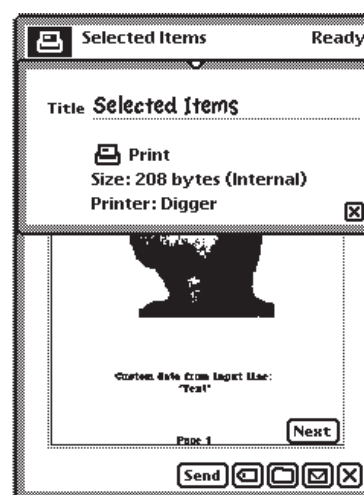 Selected Items Ready
Title Selected Items
Print
Size: 208 bytes (Internal)
Printer: Digger
Custom data from Input Line:
"Text"
Page 1
Next
Send